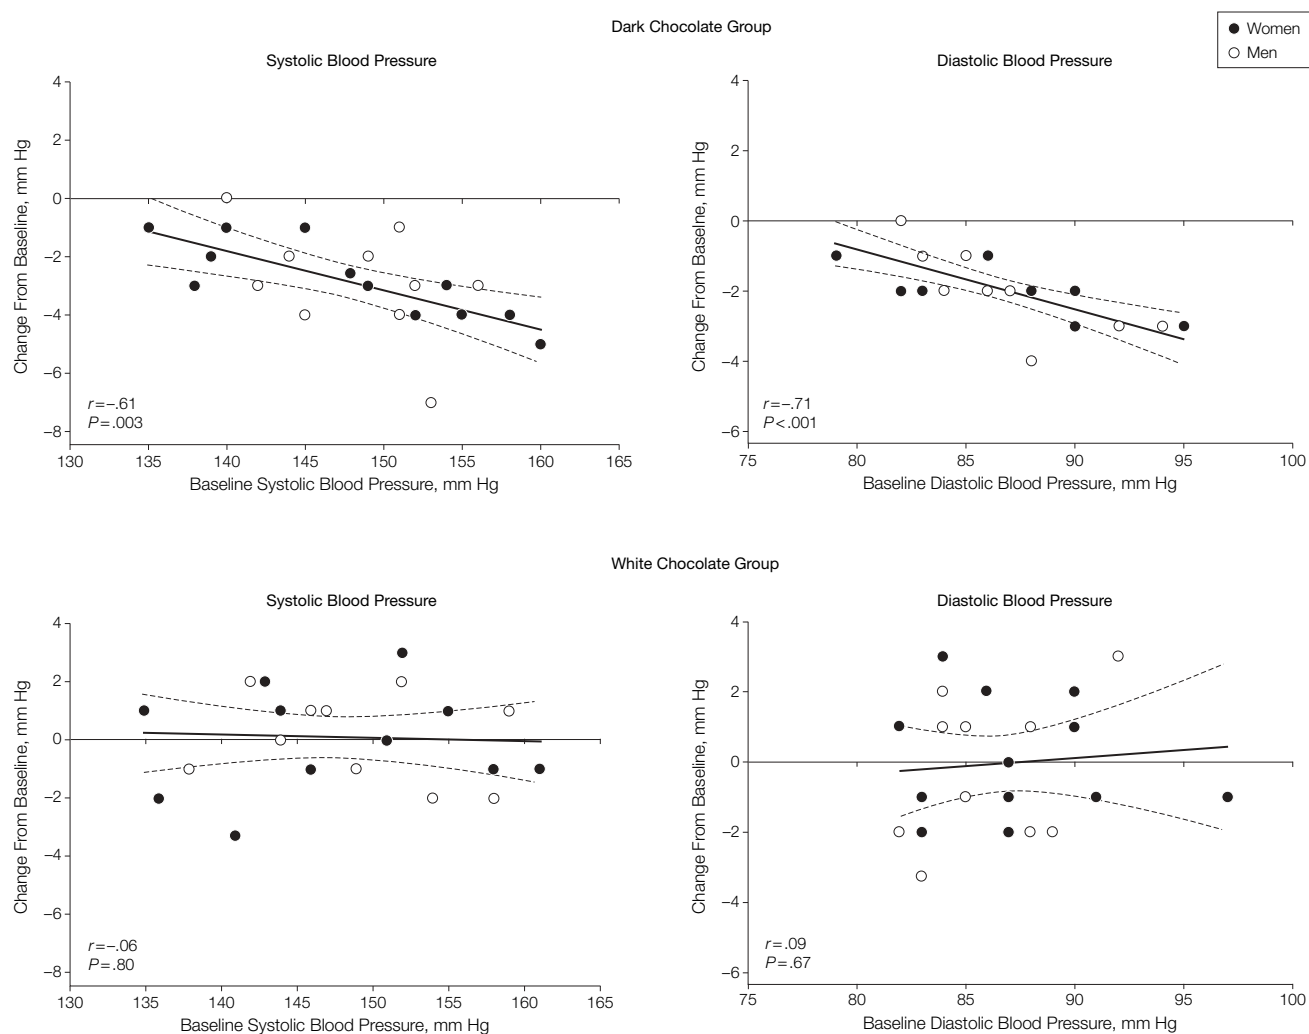 Dark Chocolate Group
Women
Men
Systolic Blood Pressure
4
2
0
−2
−4
−6
−8
Change From Baseline, mm Hg
r=−.61
P=.003
130 135 140 145 150 155 160 165
Baseline Systolic Blood Pressure, mm Hg
Diastolic Blood Pressure
4
2
0
−2
−4
−6
Change From Baseline, mm Hg
r=−.71
P<.001
75 80 85 90 95 100
Baseline Diastolic Blood Pressure, mm Hg
White Chocolate Group
Systolic Blood Pressure
4
2
0
−2
−4
−6
−8
Change From Baseline, mm Hg
r=−.06
P=.80
130 135 140 145 150 155 160 165
Baseline Systolic Blood Pressure, mm Hg
Diastolic Blood Pressure
4
2
0
−2
−4
−6
Change From Baseline, mm Hg
r=.09
P=.67
75 80 85 90 95 100
Baseline Diastolic Blood Pressure, mm Hg